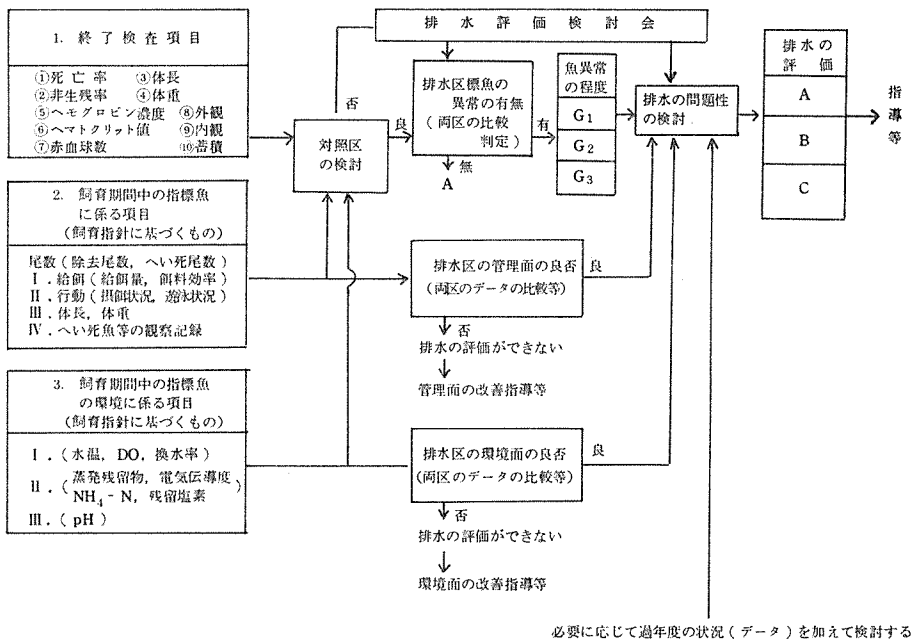 排水評価検討会
1. 終了検査項目
①死亡率 ③体長
②非生残率 ④体重
⑤ヘモグロビン濃度 ⑧外観
⑥ヘマトクリット値 ⑨内観
⑦赤血球数 ⑩蓄積
否
対照区
の検討
良
排水区標魚の
異常の有無
(両区の比較
判定)
無
A
有
魚異常
の程度
G1
G2
G3
排水の問題性
の検討.
排水の
評価
A
B
C
指導等
2. 飼育期間中の指標魚
に係る項目
(飼育指針に基づくもの)
尾数(除去尾数,へい死尾数)
Ⅰ.給餌(給餌量,餌料効率)
Ⅱ.行動(摂餌状況,遊泳状況)
Ⅲ.体長,体重
Ⅳ.へい死魚等の観察記録
排水区の管理面の良否
(両区のデータの比較等)
良
否
排水の評価ができない
管理面の改善指導等
3. 飼育期間中の指標魚
の環境に係る項目
(飼育指針に基づくもの)
Ⅰ.(水温,DO,換水率)
Ⅱ.(蒸発残留物,電気伝導度
NH4-N,残留塩素)
Ⅲ.(pH)
排水区の環境面の良否
(両区のデータの比較等)
良
否
排水の評価ができない
環境面の改善指導等
必要に応じて過年度の状況(データ)を加えて検討する